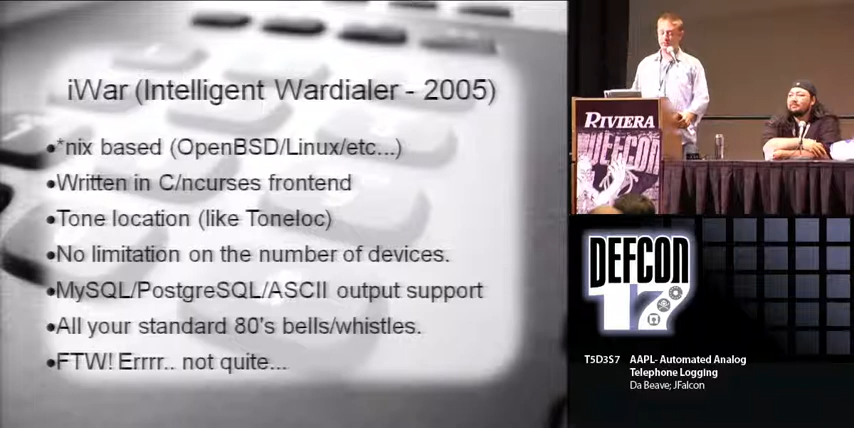 iWar (Intelligent Wardialer - 2005)
•*nix based (OpenBSD/Linux/etc...)
•Written in C/ncurses frontend
•Tone location (like Toneloc)
•No limitation on the number of devices.
•MySQL/PostgreSQL/ASCII output support
•All your standard 80's bells/whistles.
•FTW! Errrr.. not quite...
RIVIERA
DEFCON
DEFCON
17
T5D3S7 AAPL- Automated Analog
Telephone Logging
Da Beave; JFalcon